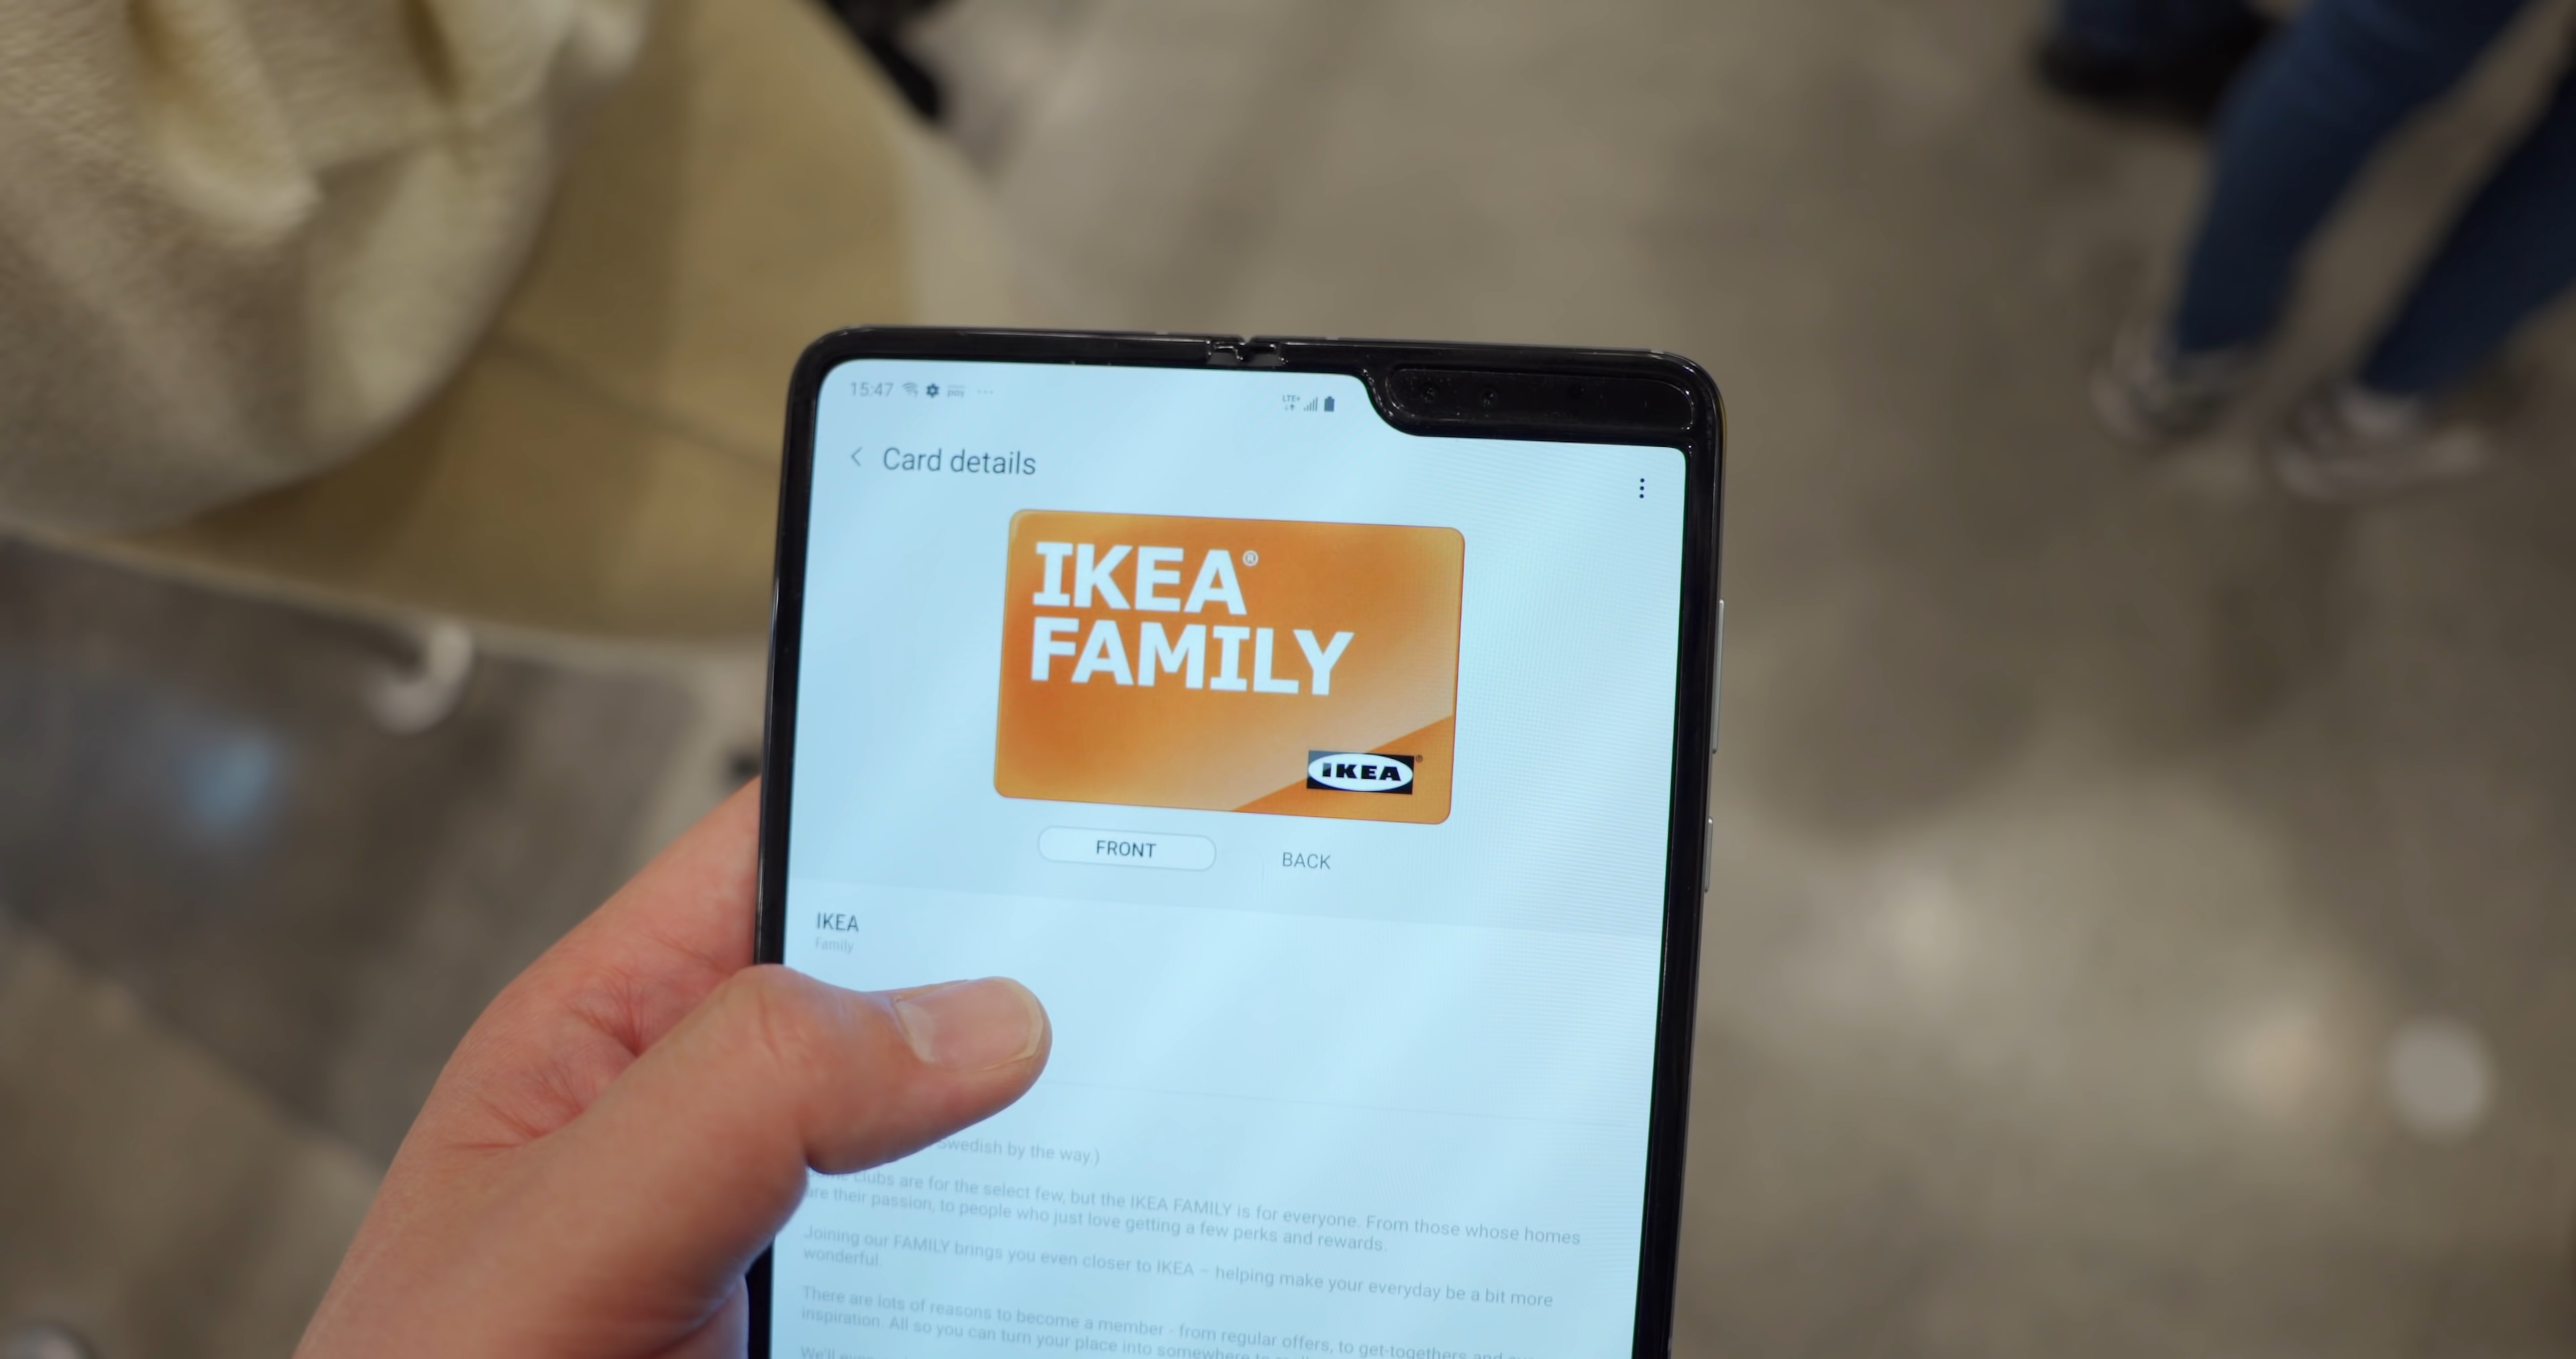 15:47 pay ... LTE+
Card details
IKEA®
FAMILY
IKEA®
FRONT BACK
IKEA
Family
Swedish by the way.)
clubs are for the select few, but the IKEA FAMILY is for everyone. From those whose homes
their passion, to people who just love getting a few perks and rewards.
Joining our FAMILY brings you even closer to IKEA – helping make your everyday be a bit more
wonderful.
There are lots of reasons to become a member - from regular offers, to get-togethers and
inspiration. All so you can turn your place into somewhere
We'll